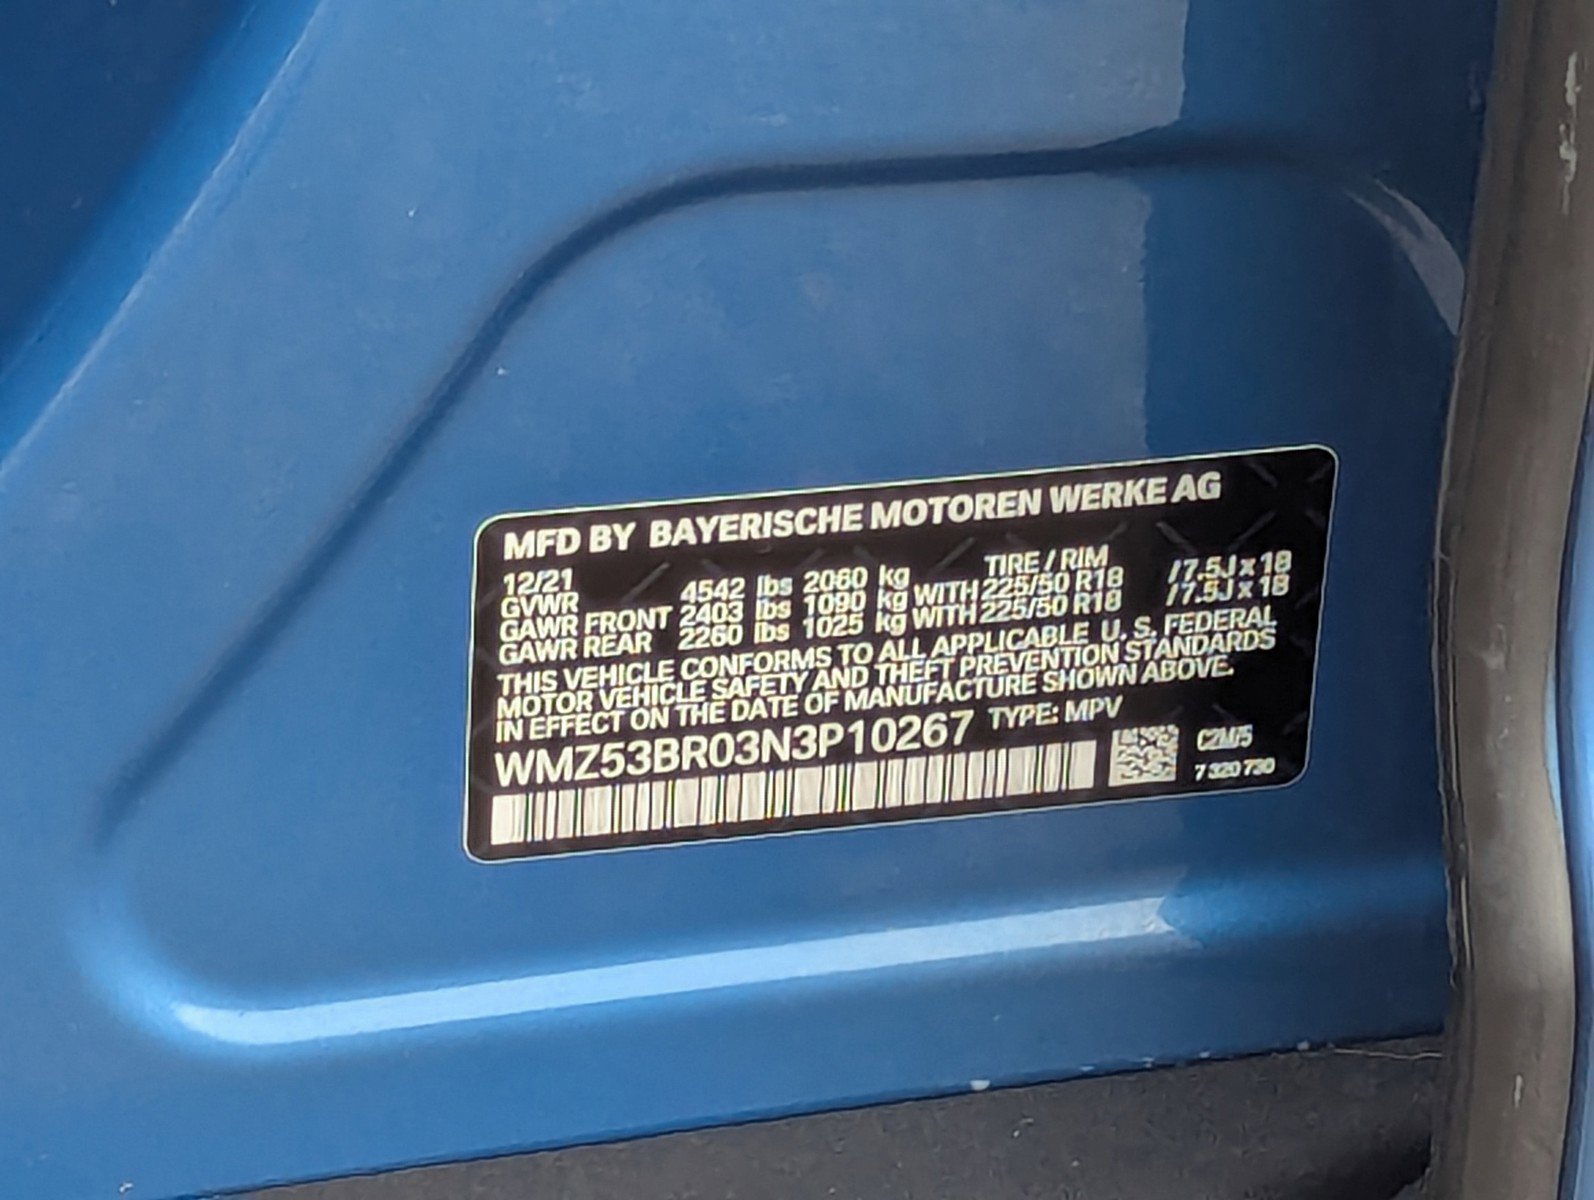 MFD BY BAYERISCHE MOTOREN WERKE AG
12/21 TIRE / RIM
GVWR 4542 lbs 2060 kg
GAWR FRONT 2403 lbs 1090 kg WITH 225/50 R18 /7.5J x 18
GAWR REAR 2260 lbs 1025 kg WITH 225/50 R18 /7.5J x 18
THIS VEHICLE CONFORMS TO ALL APPLICABLE U. S. FEDERAL
MOTOR VEHICLE SAFETY AND THEFT PREVENTION STANDARDS
IN EFFECT ON THE DATE OF MANUFACTURE SHOWN ABOVE.
WMZ53BR03N3P10267 TYPE: MPV
7 320 730